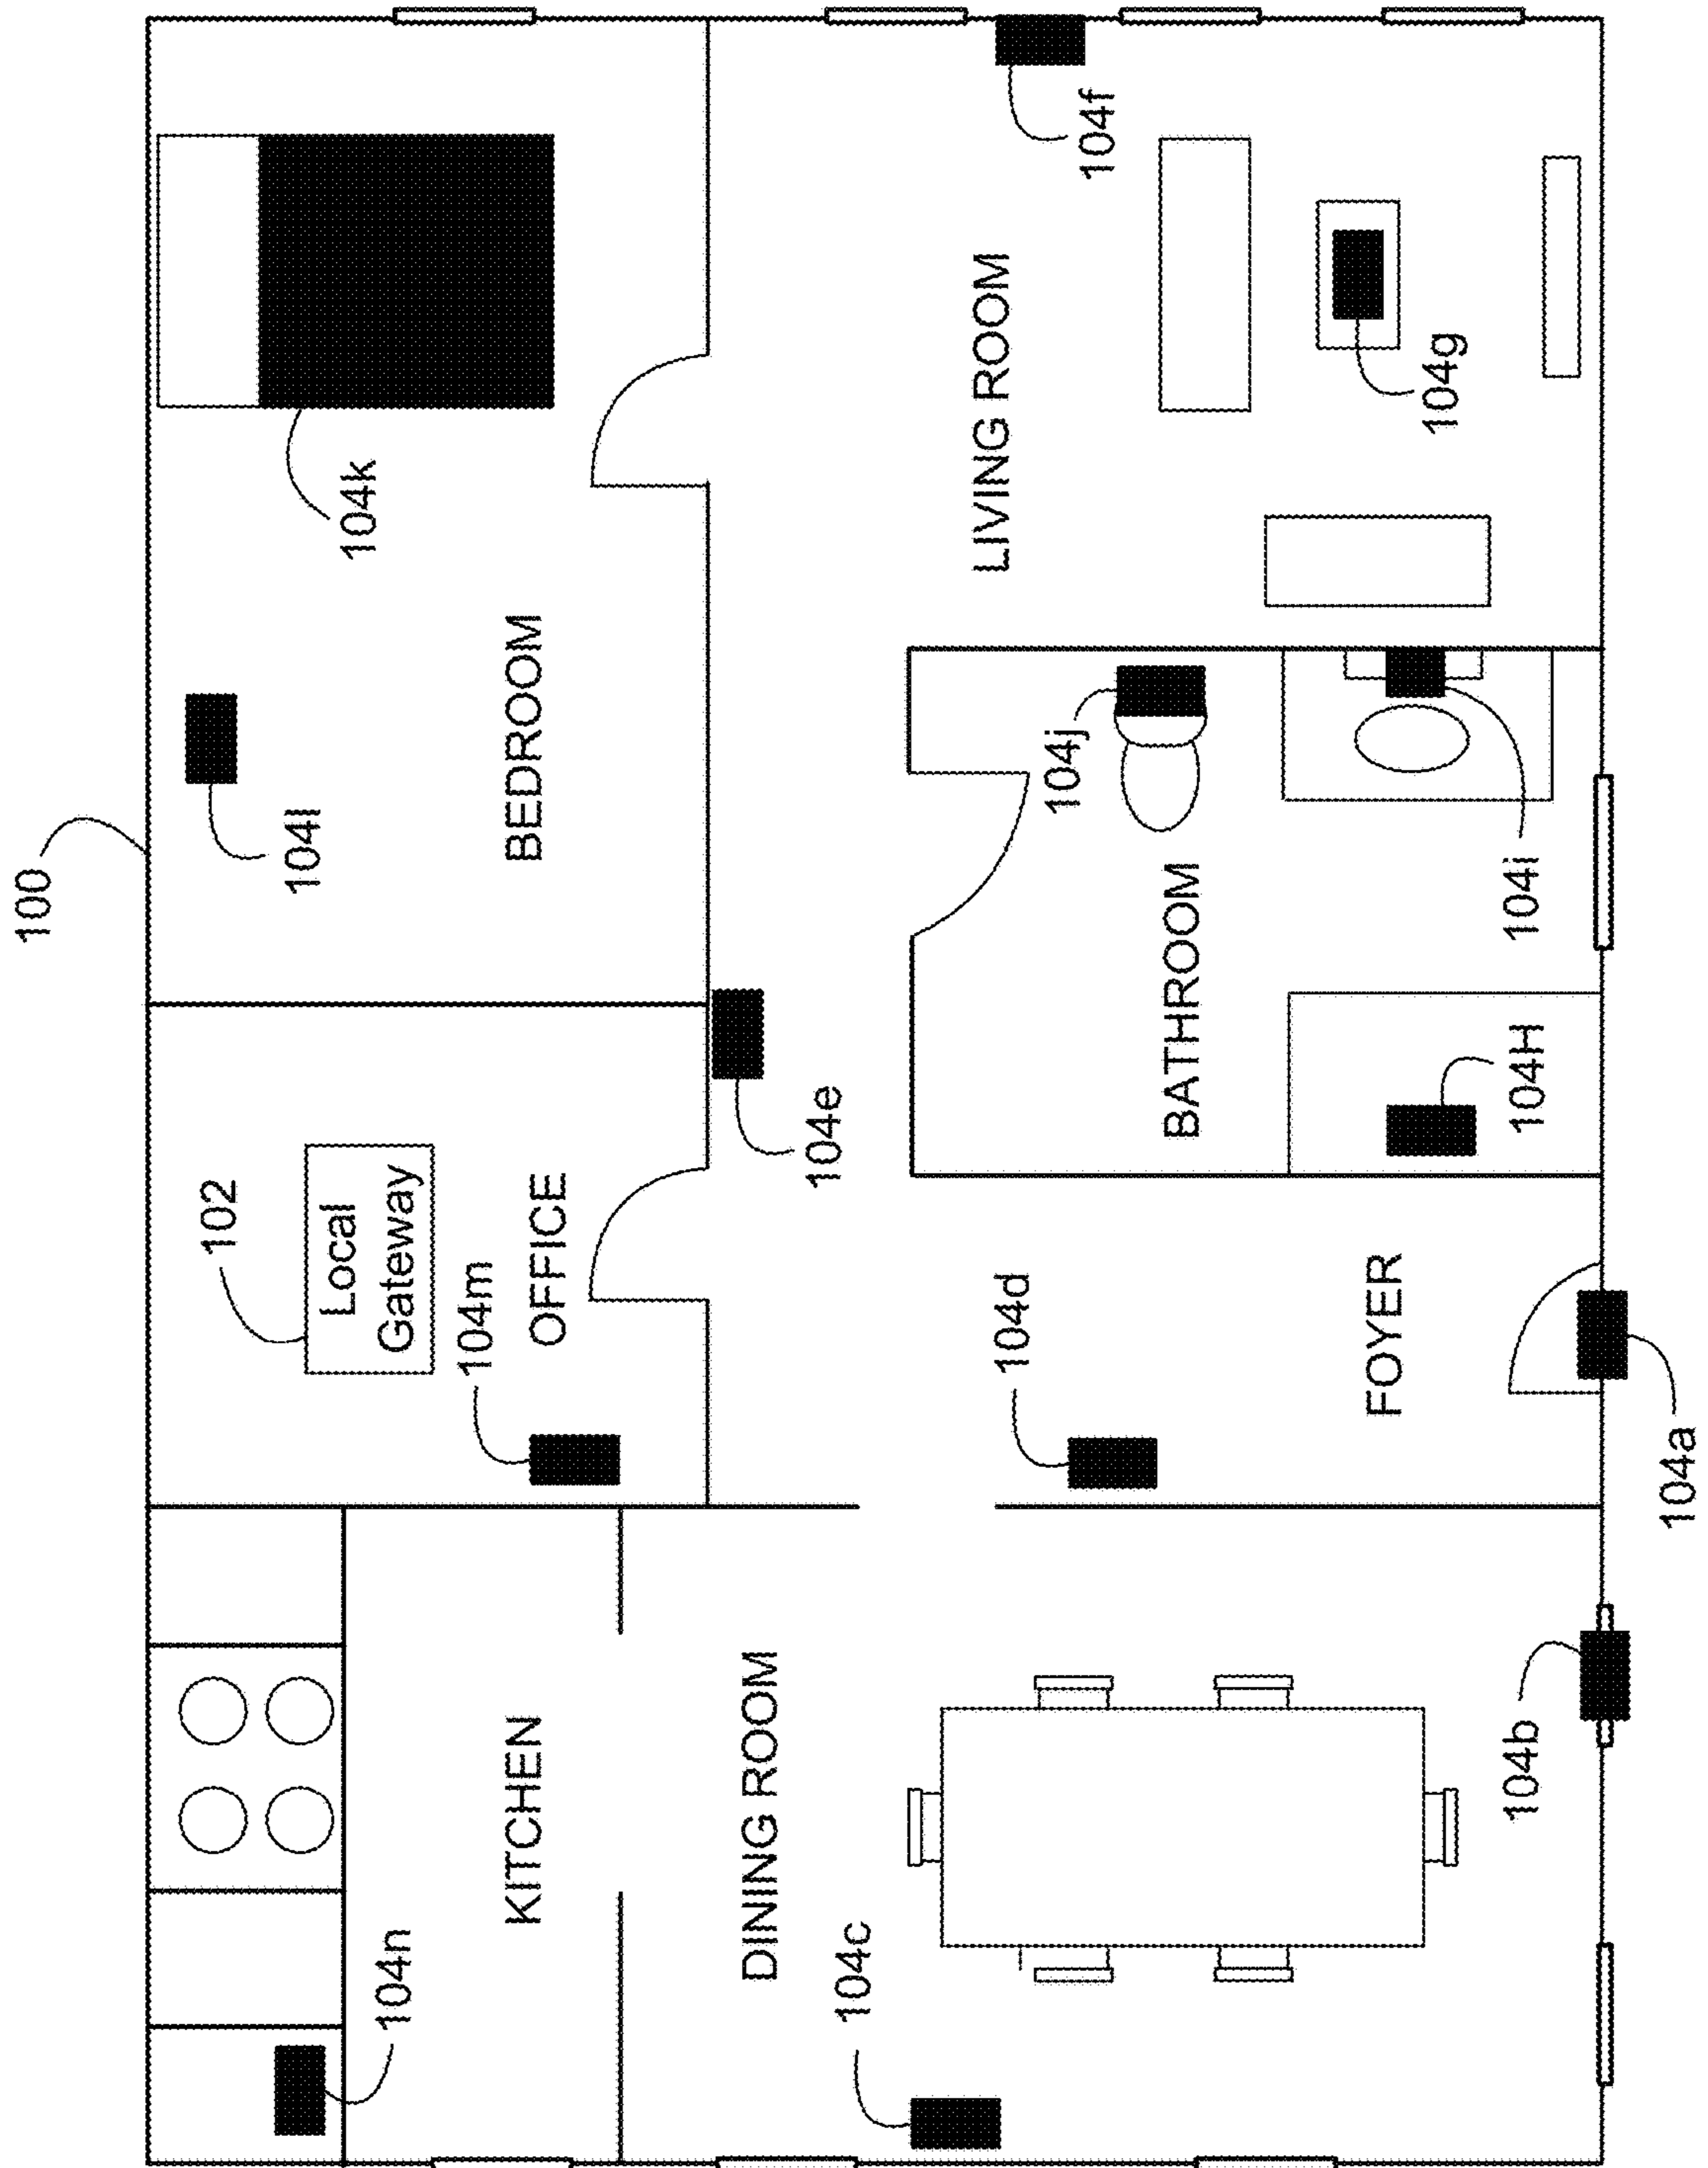 100
102
104l
Local
Gateway
104k
104n
104m
KITCHEN
OFFICE
BEDROOM
DINING ROOM
104e
104c
104d
LIVING ROOM
104j
104f
BATHROOM
FOYER
104g
104b
104H
104i
104a